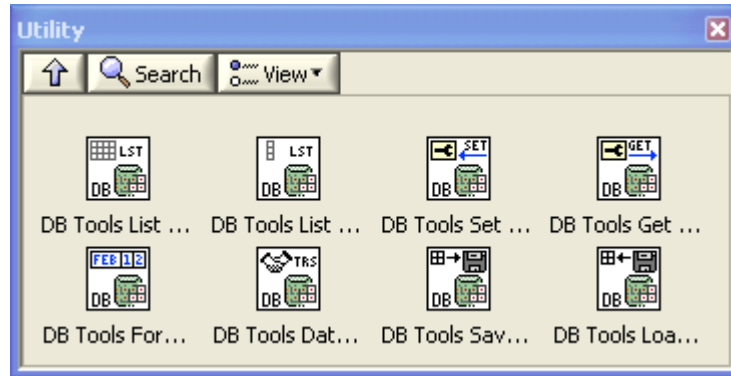 Utility
Search View
LST LST SET GET
DB DB DB DB
DB Tools List ... DB Tools List ... DB Tools Set ... DB Tools Get ...
FEB 1 2 TRS
DB DB DB DB
DB Tools For... DB Tools Dat... DB Tools Sav... DB Tools Loa...